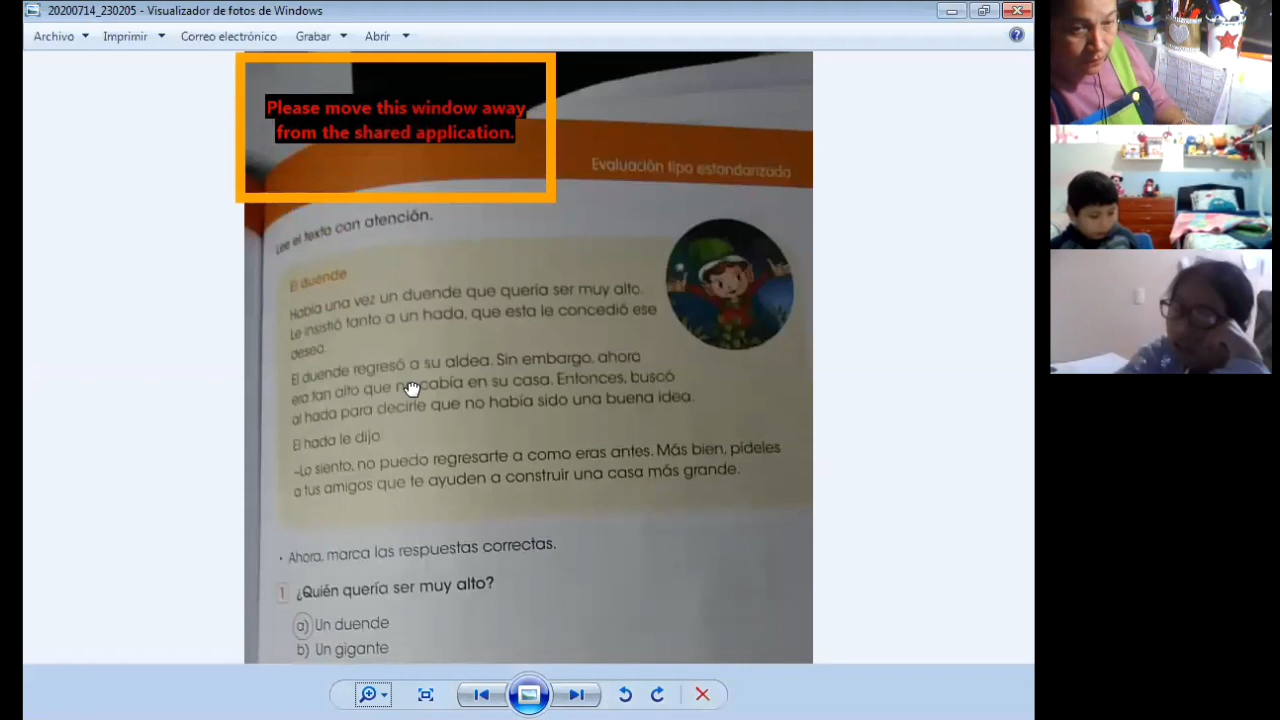 20200714_230205 - Visualizador de fotos de Windows
Archivo Imprimir Correo electrónico Grabar Abrir
Please move this window away
from the shared application.
Evaluación tipo estandarizada
Lee el texto con atención.
El duende
Había una vez un duende que quería ser muy alto.
Le insistió tanto a un hada, que esta le concedió ese
deseo.
El duende regresó a su aldea. Sin embargo, ahora
era tan alto que no cabía en su casa. Entonces, buscó
al hada para decirle que no había sido una buena idea.
El hada le dijo
–Lo siento, no puedo regresarte a como eras antes. Más bien, pídeles
a tus amigos que te ayuden a construir una casa más grande.
• Ahora, marca las respuestas correctas.
1 ¿Quién quería ser muy alto?
a) Un duende
b) Un gigante